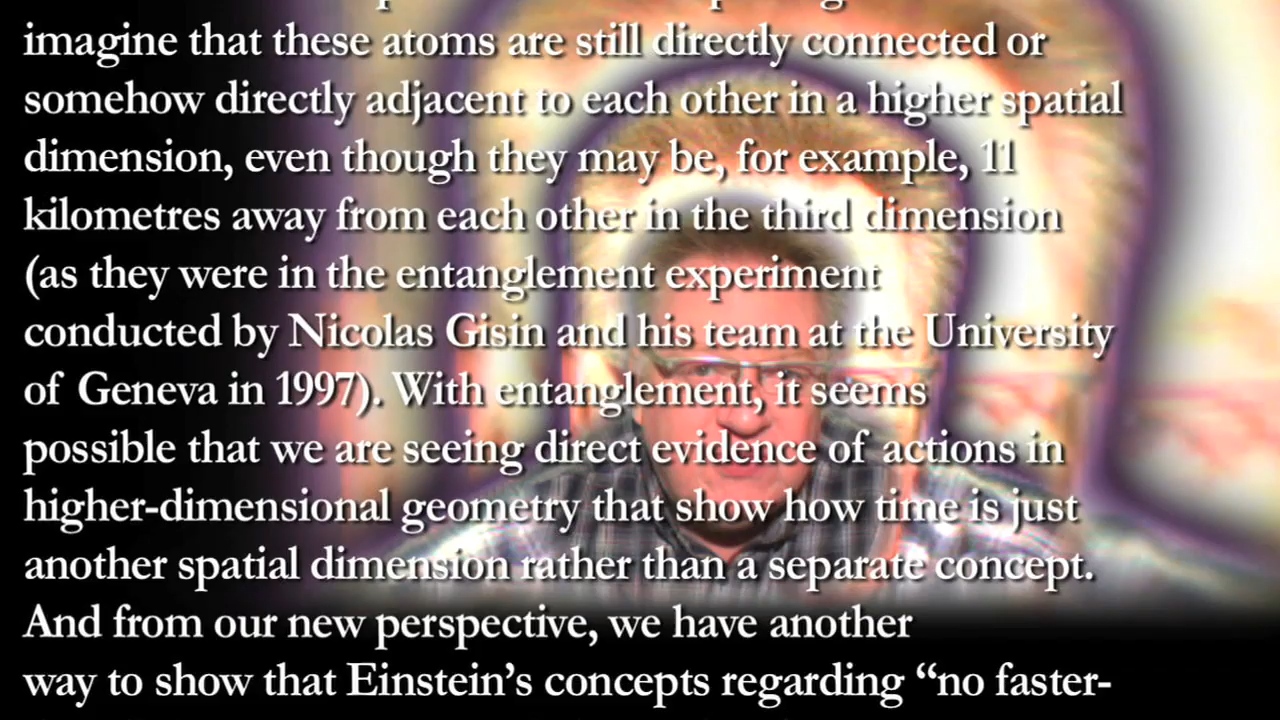 imagine that these atoms are still directly connected or
somehow directly adjacent to each other in a higher spatial
dimension, even though they may be, for example, 11
kilometres away from each other in the third dimension
(as they were in the entanglement experiment
conducted by Nicolas Gisin and his team at the University
of Geneva in 1997). With entanglement, it seems
possible that we are seeing direct evidence of actions in
higher-dimensional geometry that show how time is just
another spatial dimension rather than a separate concept.
And from our new perspective, we have another
way to show that Einstein’s concepts regarding “no faster-